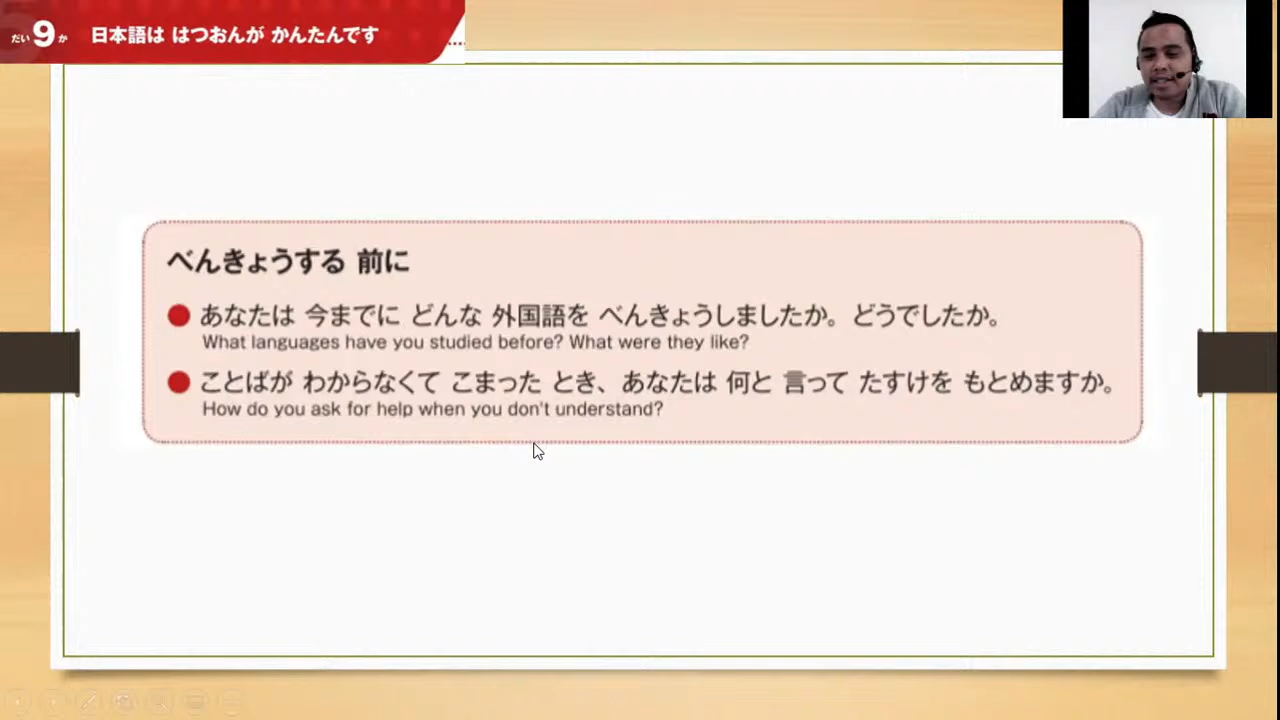 だい9か 日本語は はつおんが かんたんです
べんきょうする 前に
あなたは 今までに どんな 外国語を べんきょうしましたか。どうでしたか。
What languages have you studied before? What were they like?
ことばが わからなくて こまった とき、あなたは 何と 言って たすけを もとめますか。
How do you ask for help when you don't understand?